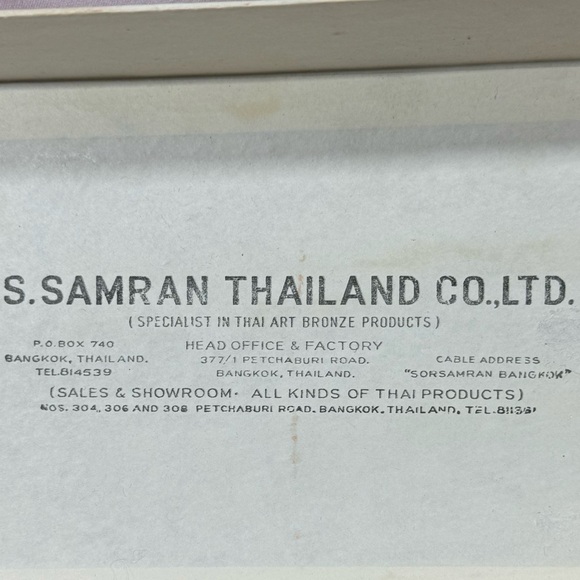 S. SAMRAN THAILAND CO.,LTD.
(SPECIALIST IN THAI ART BRONZE PRODUCTS)
P.O.BOX 740
BANGKOK, THAILAND.
TEL.814539
HEAD OFFICE & FACTORY
377/1 PETCHABURI ROAD.
BANGKOK, THAILAND.
CABLE ADDRESS
"SORSAMRAN BANGKOK"
(SALES & SHOWROOM· ALL KINDS OF THAI PRODUCTS)
NOS. 304, 306 AND 308 PETCHABURI ROAD. BANGKOK. THAILAND, TEL.